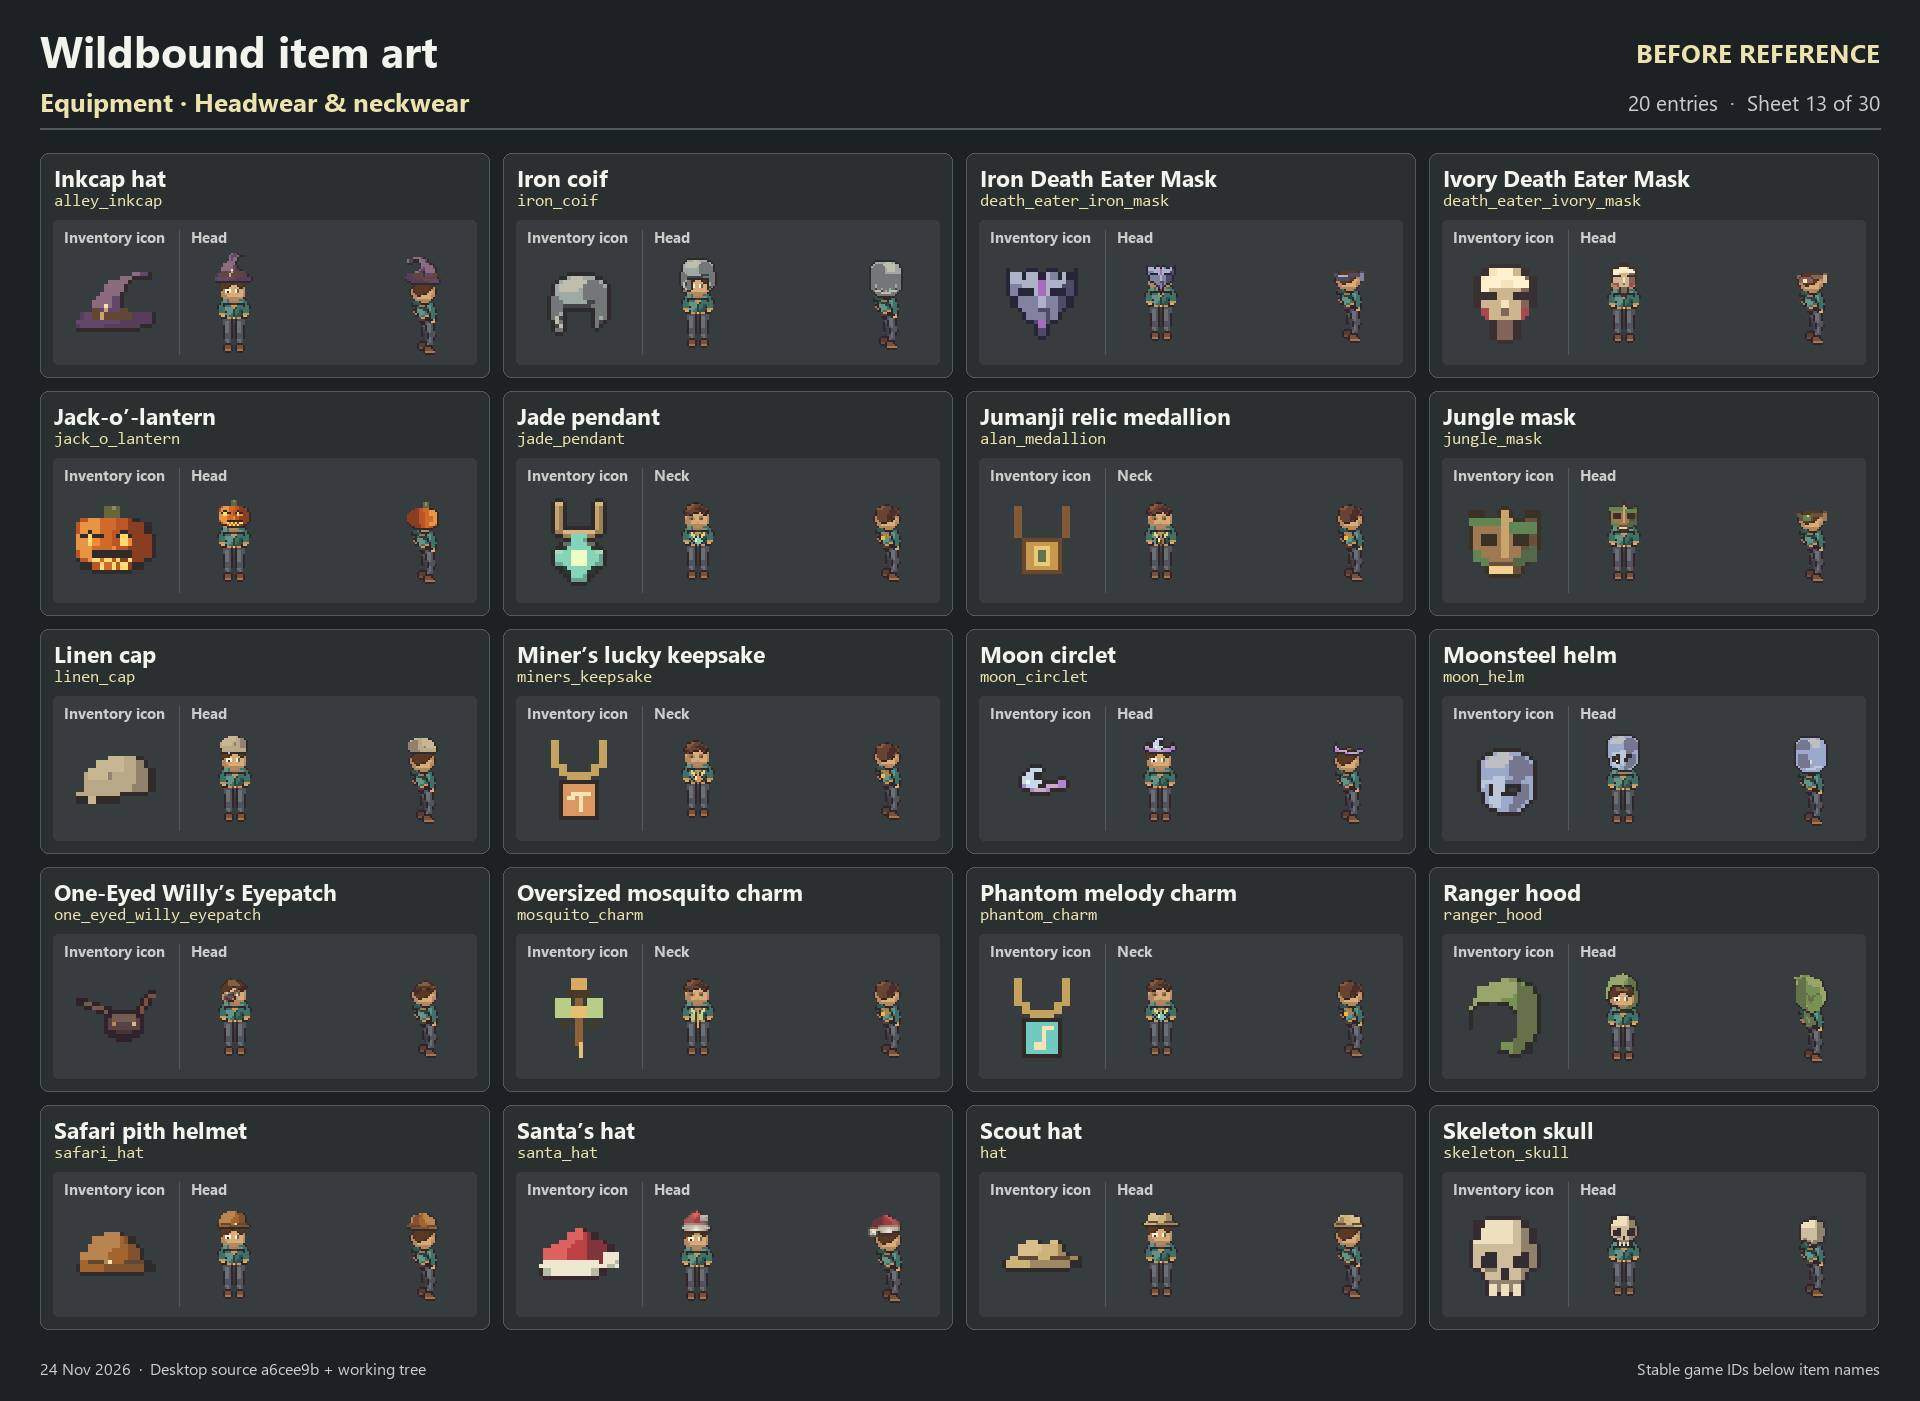 Wildbound item art
BEFORE REFERENCE
Equipment · Headwear & neckwear
20 entries · Sheet 13 of 30
Inkcap hat
alley_inkcap
Inventory icon
Head
Iron coif
iron_coif
Inventory icon
Head
Iron Death Eater Mask
death_eater_iron_mask
Inventory icon
Head
Ivory Death Eater Mask
death_eater_ivory_mask
Inventory icon
Head
Jack-o’-lantern
jack_o_lantern
Inventory icon
Head
Jade pendant
jade_pendant
Inventory icon
Neck
Jumanji relic medallion
alan_medallion
Inventory icon
Neck
Jungle mask
jungle_mask
Inventory icon
Head
Linen cap
linen_cap
Inventory icon
Head
Miner’s lucky keepsake
miners_keepsake
Inventory icon
Neck
Moon circlet
moon_circlet
Inventory icon
Head
Moonsteel helm
moon_helm
Inventory icon
Head
One-Eyed Willy’s Eyepatch
one_eyed_willy_eyepatch
Inventory icon
Head
Oversized mosquito charm
mosquito_charm
Inventory icon
Neck
Phantom melody charm
phantom_charm
Inventory icon
Neck
Ranger hood
ranger_hood
Inventory icon
Head
Safari pith helmet
safari_hat
Inventory icon
Head
Santa’s hat
santa_hat
Inventory icon
Head
Scout hat
hat
Inventory icon
Head
Skeleton skull
skeleton_skull
Inventory icon
Head
24 Nov 2026 · Desktop source a6cee9b + working tree
Stable game IDs below item names